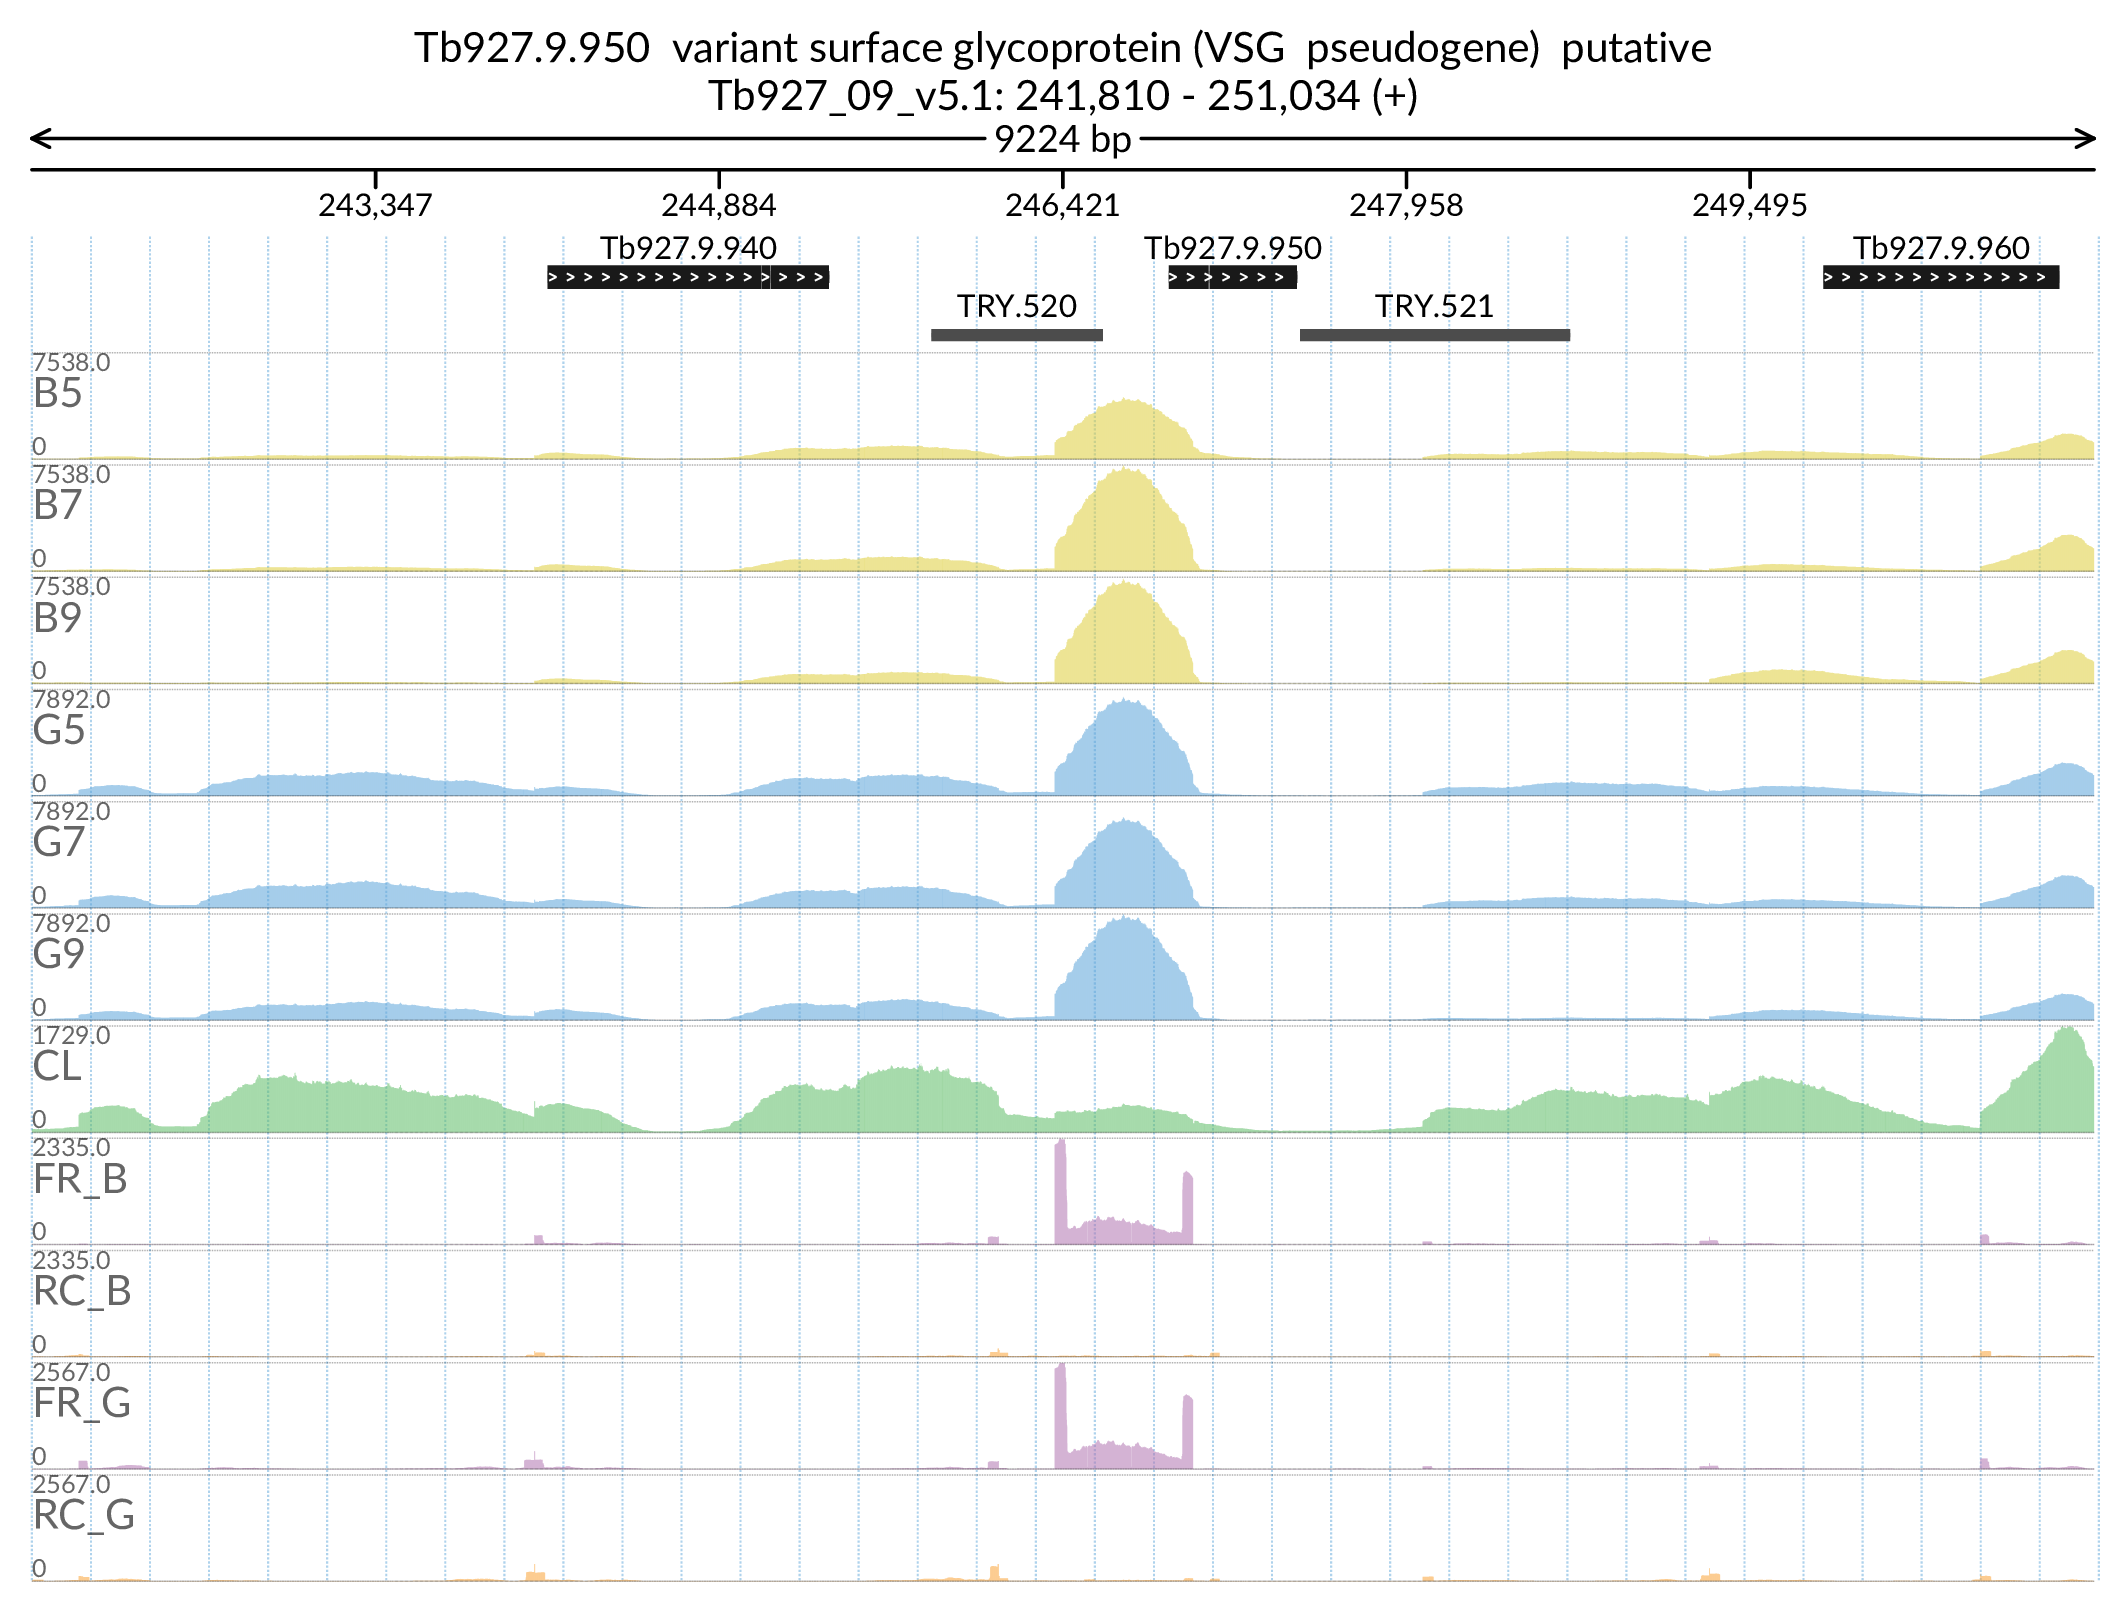 Tb927.9.950  variant surface glycoprotein (VSG  pseudogene)  putative
Tb927_09_v5.1: 241,810 - 251,034 (+)
9224 bp
243,347 244,884 246,421 247,958 249,495
Tb927.9.940 Tb927.9.950 Tb927.9.960
TRY.520 TRY.521
7538.0
B5
0
7538.0
B7
0
7538.0
B9
0
7892.0
G5
0
7892.0
G7
0
7892.0
G9
0
1729.0
CL
0
2335.0
FR_B
0
2335.0
RC_B
0
2567.0
FR_G
0
2567.0
RC_G
0